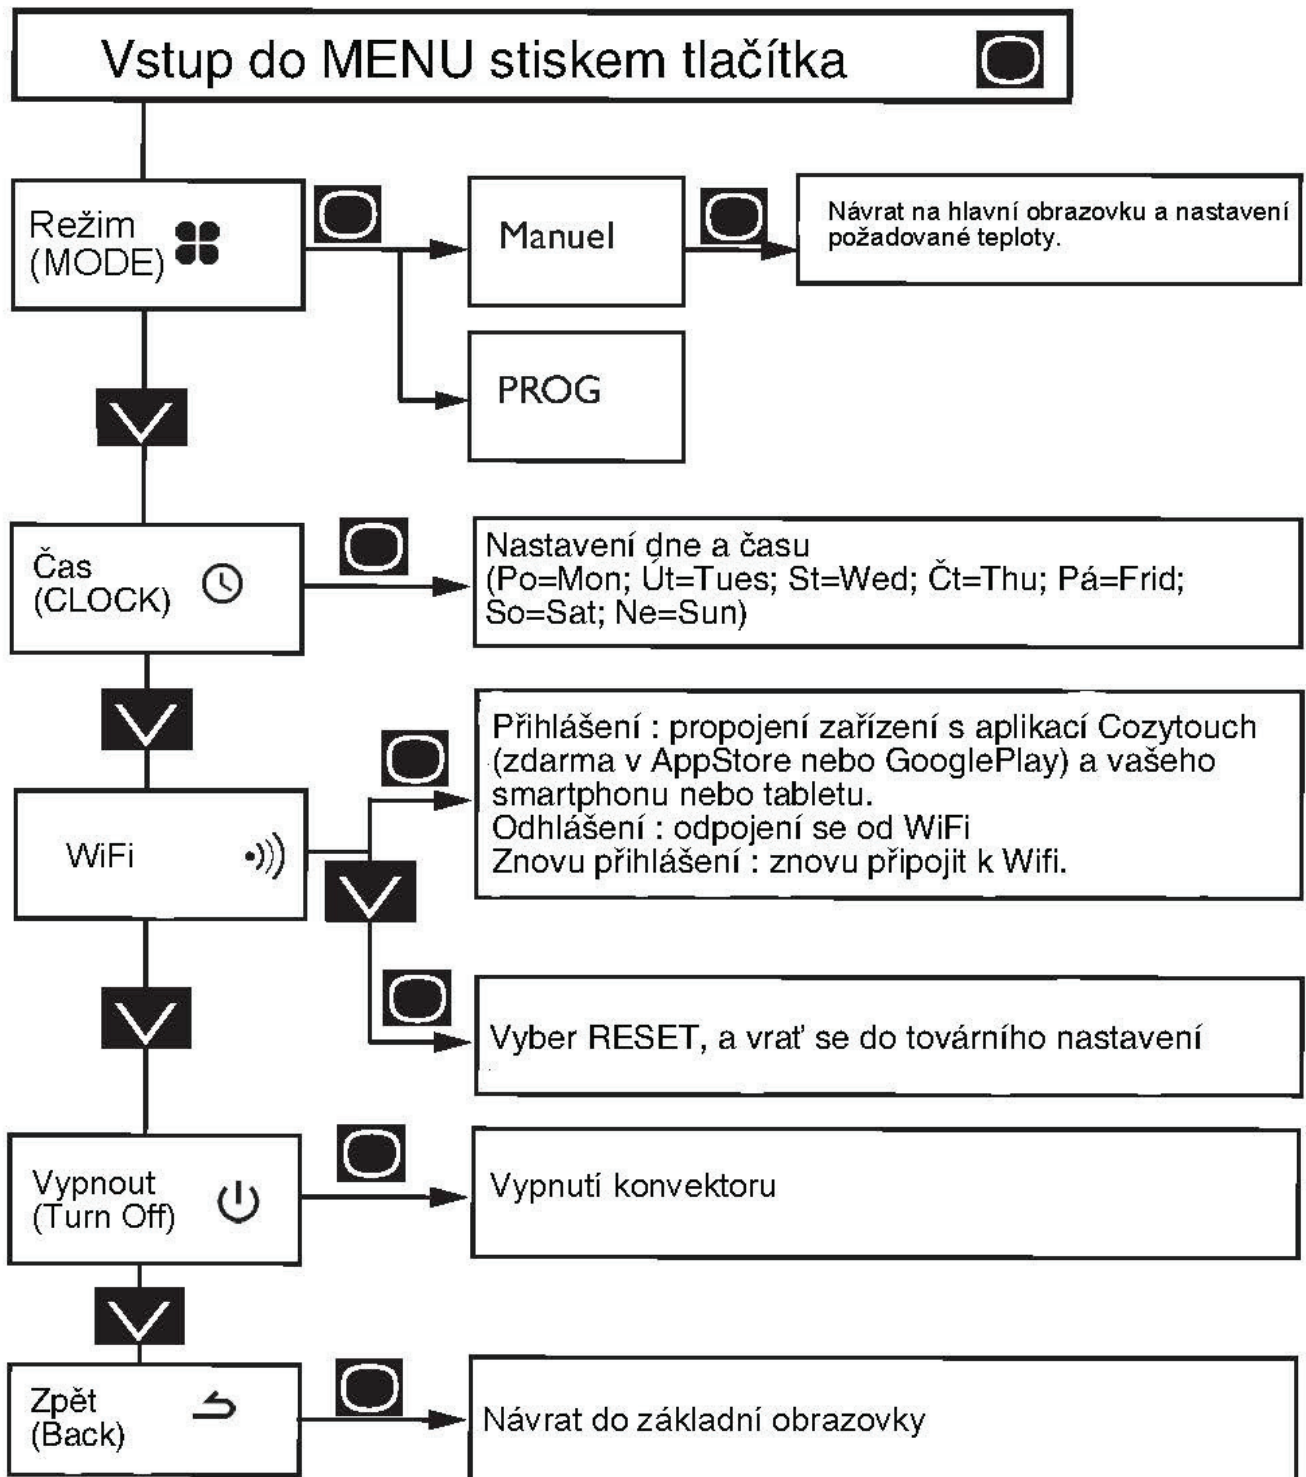 Vstup do MENU stiskem tlačítka
Režim
(MODE)
Manuel
Návrat na hlavní obrazovku a nastavení
požadované teploty.
PROG
Čas
(CLOCK)
Nastavení dne a času
(Po=Mon; Út=Tues; St=Wed; Čt=Thu; Pá=Frid;
So=Sat; Ne=Sun)
WiFi
Přihlášení : propojení zařízení s aplikací Cozytouch
(zdarma v AppStore nebo GooglePlay) a vašeho
smartphonu nebo tabletu.
Odhlášení : odpojení se od WiFi
Znovu přihlášení : znovu připojit k Wifi.
Vyber RESET, a vrať se do továrního nastavení
Vypnout
(Turn Off)
Vypnutí konvektoru
Zpět
(Back)
Návrat do základní obrazovky